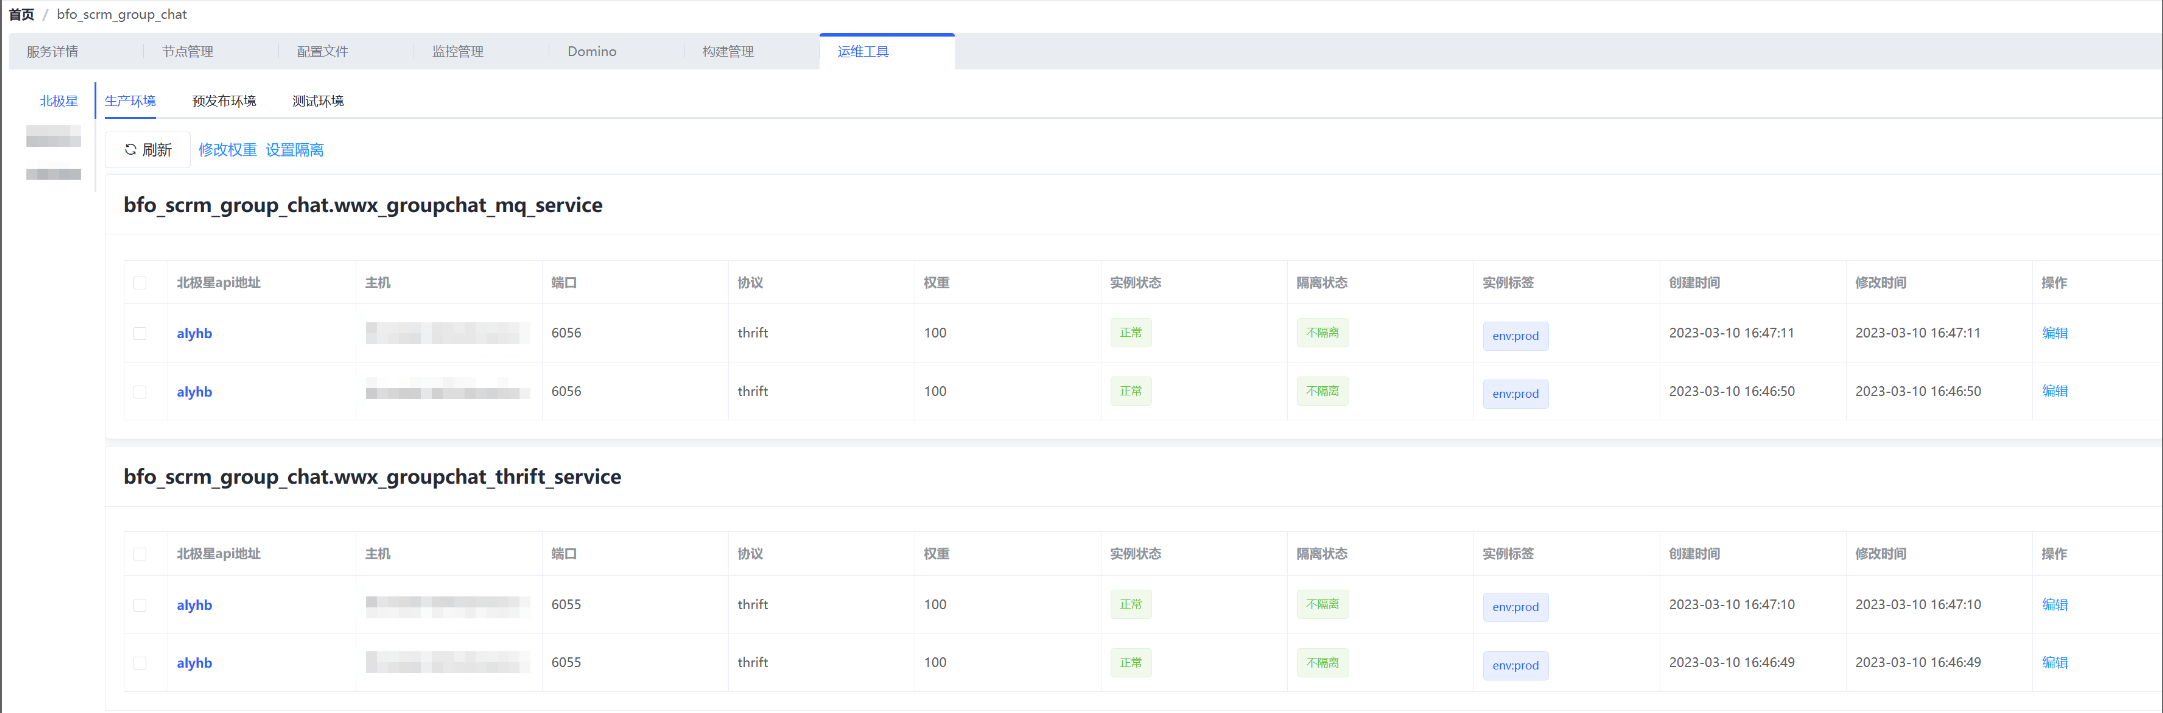 首页 / bfo_scrm_group_chat
服务详情 节点管理 配置文件 监控管理 Domino 构建管理 运维工具
北极星 生产环境 预发布环境 测试环境
刷新 修改权重 设置隔离
bfo_scrm_group_chat.wwx_groupchat_mq_service
北极星api地址 主机 端口 协议 权重 实例状态 隔离状态 实例标签 创建时间 修改时间 操作
alyhb 6056 thrift 100 正常 不隔离 env:prod 2023-03-10 16:47:11 2023-03-10 16:47:11 编辑
alyhb 6056 thrift 100 正常 不隔离 env:prod 2023-03-10 16:46:50 2023-03-10 16:46:50 编辑
bfo_scrm_group_chat.wwx_groupchat_thrift_service
北极星api地址 主机 端口 协议 权重 实例状态 隔离状态 实例标签 创建时间 修改时间 操作
alyhb 6055 thrift 100 正常 不隔离 env:prod 2023-03-10 16:47:10 2023-03-10 16:47:10 编辑
alyhb 6055 thrift 100 正常 不隔离 env:prod 2023-03-10 16:46:49 2023-03-10 16:46:49 编辑